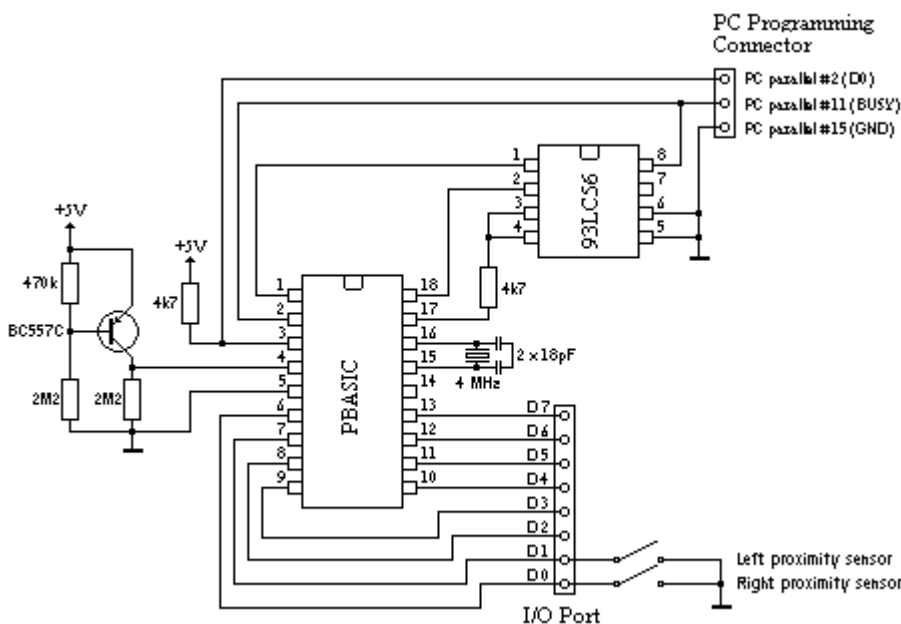 PC Programming
Connector
PC parallel #2(D0)
PC parallel #11(BUSY)
PC parallel #15(GND)
1
2
3
4
93LC56
8
7
6
5
+5V
470k
BC557C
2M2
2M2
+5V
4k7
1
2
3
4
5
6
7
8
9
PBASIC
18
17
16
15
14
13
12
11
10
4k7
2×18pF
4 MHz
D7
D6
D5
D4
D3
D2
D1
D0
I/O Port
Left proximity sensor
Right proximity sensor